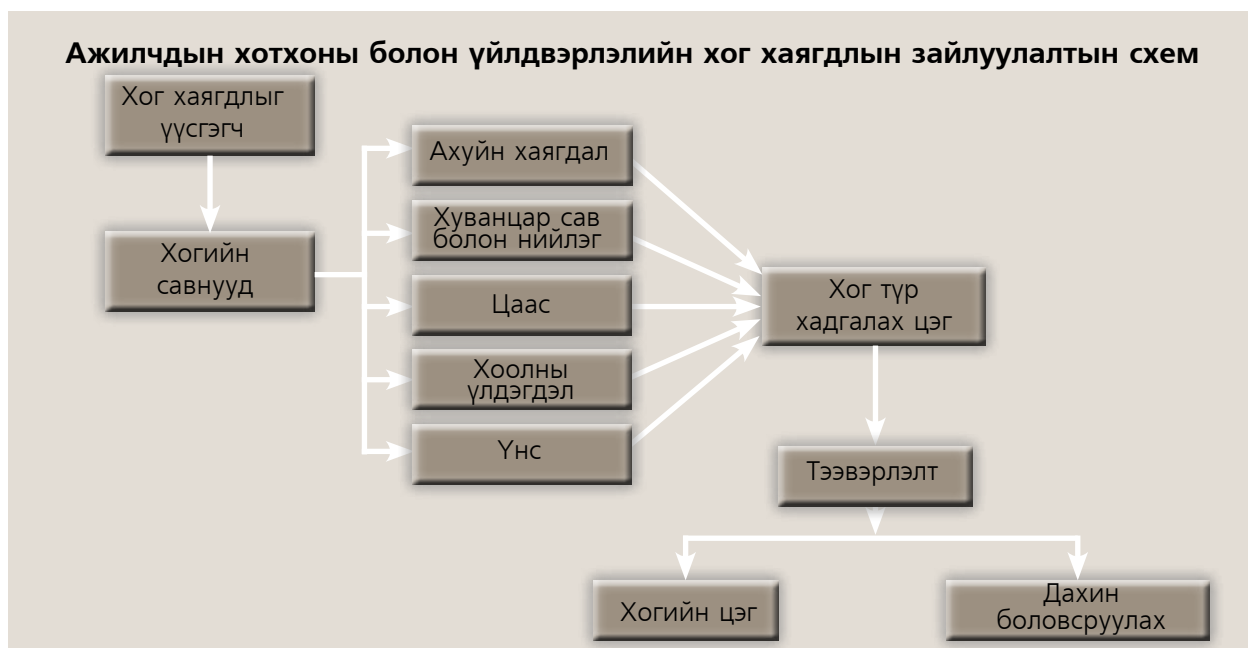 Ажилчдын хотхоны болон үйлдвэрлэлийн хог хаягдлын зайлуулалтын схем
Хог хаягдлыг
үүсгэгч
Хогийн
савнууд
Ахуйн хаягдал
Хуванцар сав
болон нийлэг
Цаас
Хоолны
үлдэгдэл
Үнс
Хог түр
хадгалах цэг
Тээвэрлэлт
Хогийн цэг
Дахин
боловсруулах